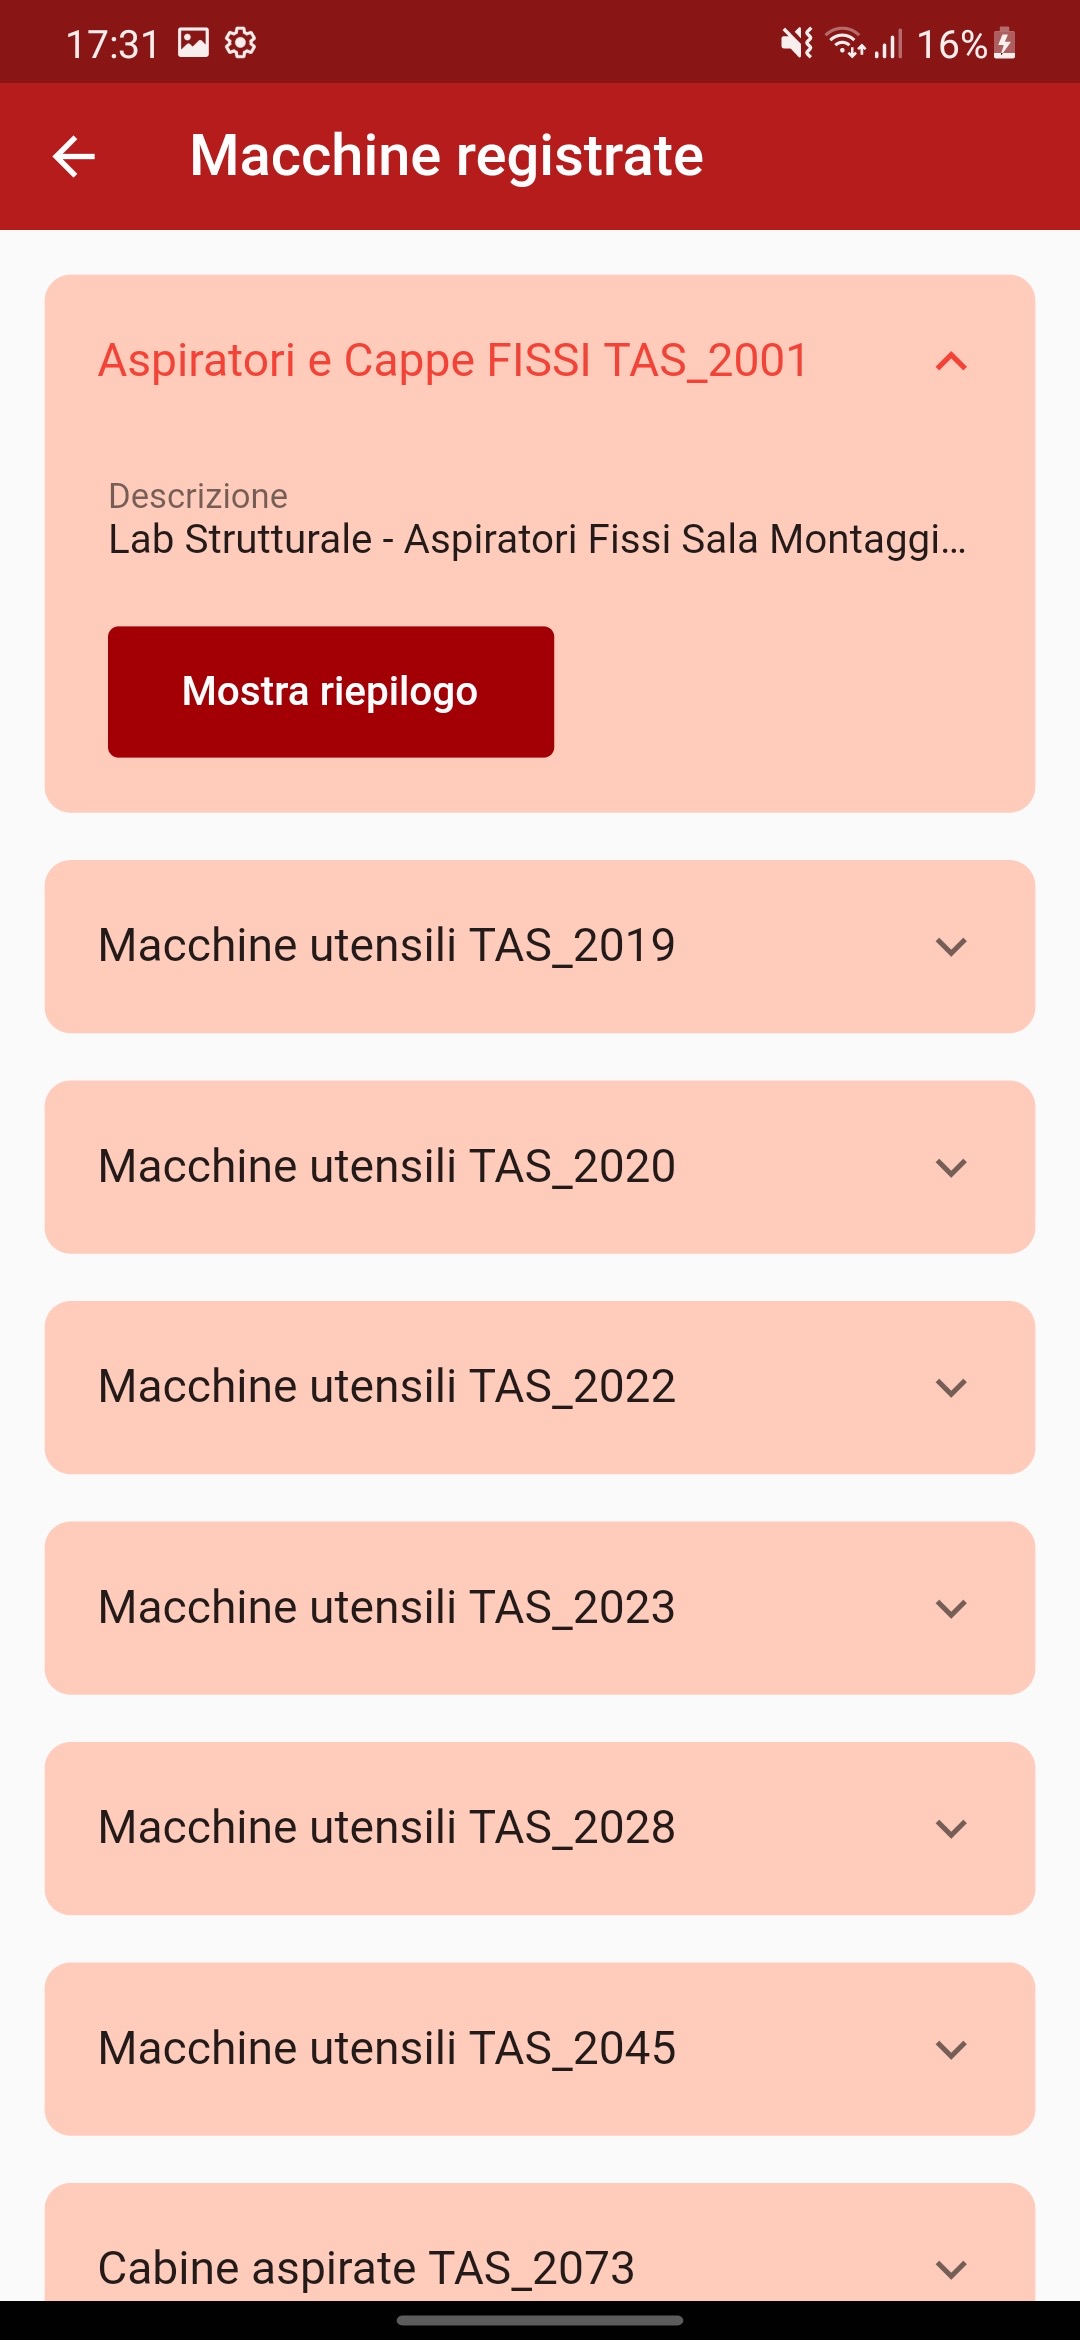 17:31
16%
Macchine registrate
Aspiratori e Cappe FISSI TAS_2001
Descrizione
Lab Strutturale - Aspiratori Fissi Sala Montaggi...
Mostra riepilogo
Macchine utensili TAS_2019
Macchine utensili TAS_2020
Macchine utensili TAS_2022
Macchine utensili TAS_2023
Macchine utensili TAS_2028
Macchine utensili TAS_2045
Cabine aspirate TAS_2073